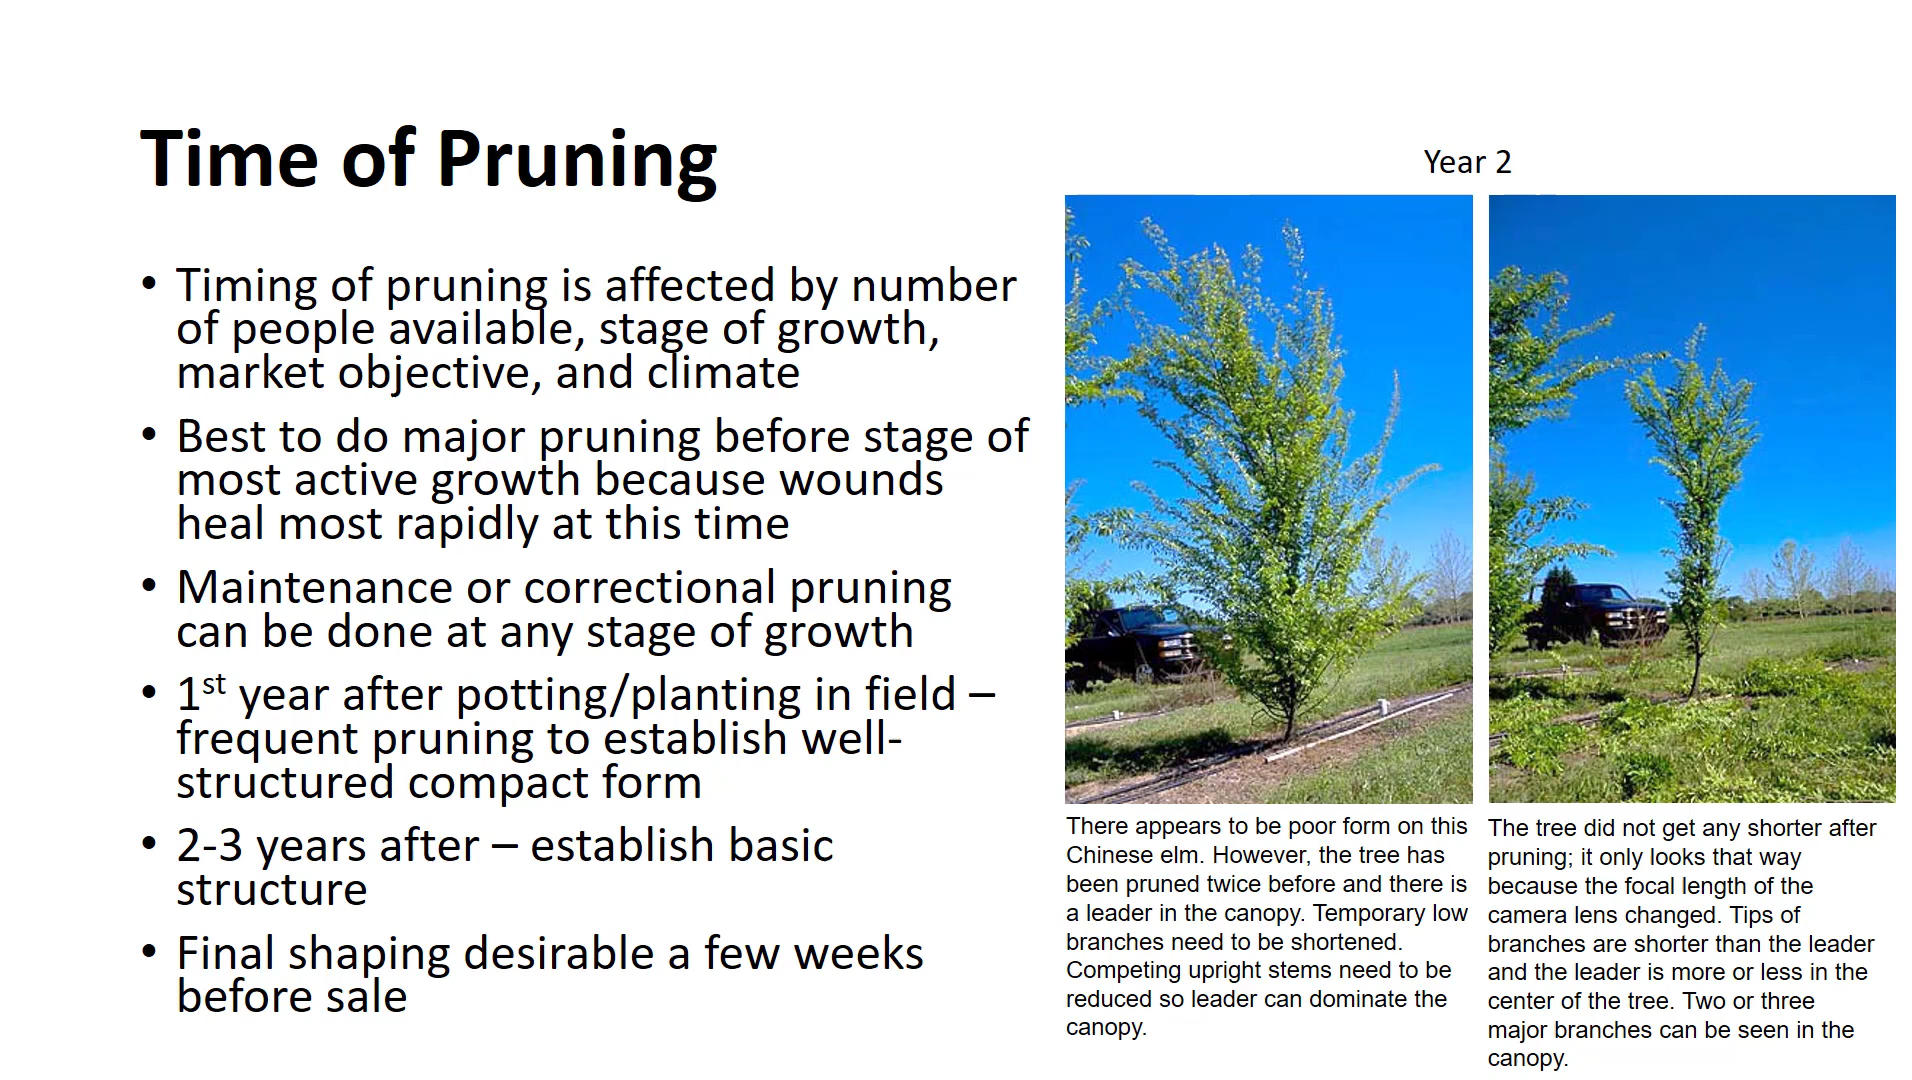 Time of Pruning
• Timing of pruning is affected by number
of people available, stage of growth,
market objective, and climate
• Best to do major pruning before stage of
most active growth because wounds
heal most rapidly at this time
• Maintenance or correctional pruning
can be done at any stage of growth
• 1st year after potting/planting in field –
frequent pruning to establish well-
structured compact form
• 2-3 years after – establish basic
structure
• Final shaping desirable a few weeks
before sale
Year 2
There appears to be poor form on this
Chinese elm. However, the tree has
been pruned twice before and there is
a leader in the canopy. Temporary low
branches need to be shortened.
Competing upright stems need to be
reduced so leader can dominate the
canopy.
The tree did not get any shorter after
pruning; it only looks that way
because the focal length of the
camera lens changed. Tips of
branches are shorter than the leader
and the leader is more or less in the
center of the tree. Two or three
major branches can be seen in the
canopy.